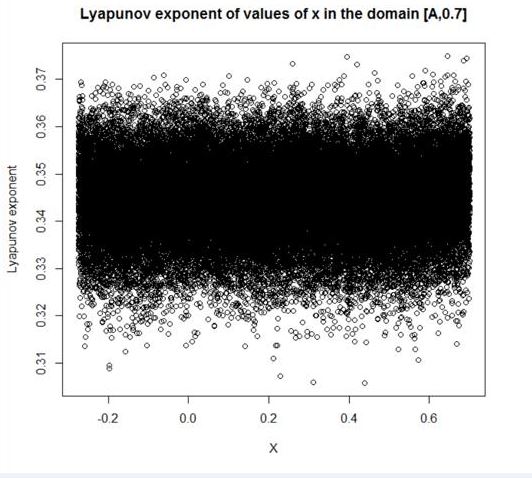 Lyapunov exponent of values of x in the domain [A,0.7]
Lyapunov exponent
0.37
0.36
0.35
0.34
0.33
0.32
0.31
-0.2 0.0 0.2 0.4 0.6
X